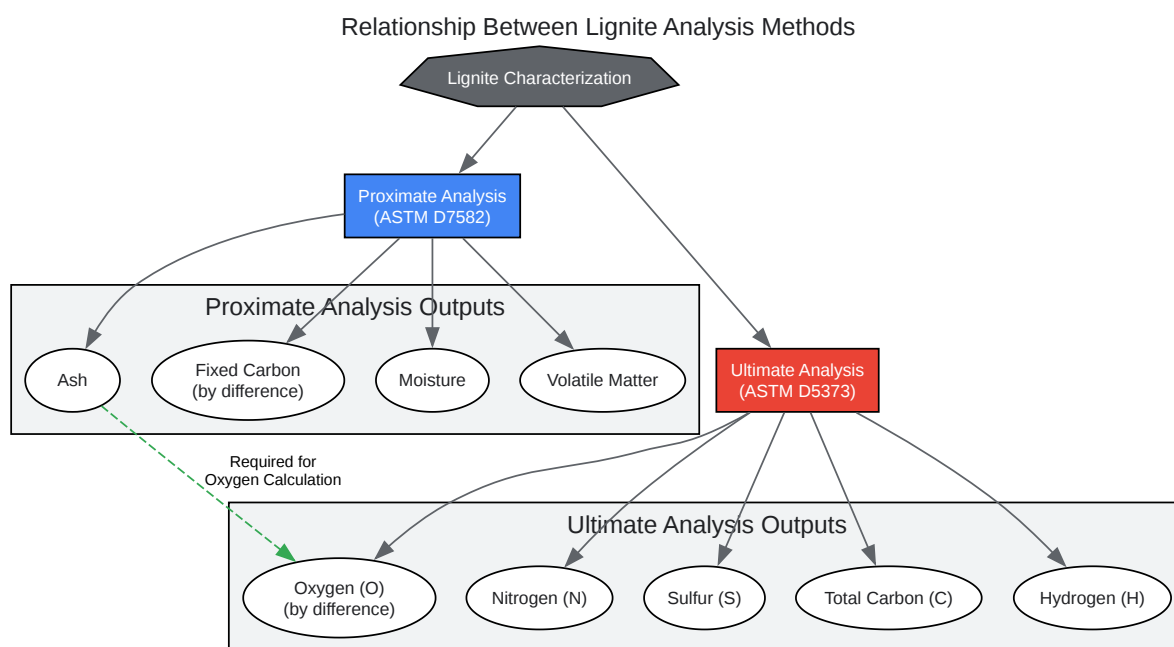 Relationship Between Lignite Analysis Methods
Lignite Characterization
Proximate Analysis
(ASTM D7582)
Proximate Analysis Outputs
Ash
Fixed Carbon
(by difference)
Moisture
Volatile Matter
Ultimate Analysis
(ASTM D5373)
Required for
Oxygen Calculation
Ultimate Analysis Outputs
Oxygen (O)
(by difference)
Nitrogen (N)
Sulfur (S)
Total Carbon (C)
Hydrogen (H)